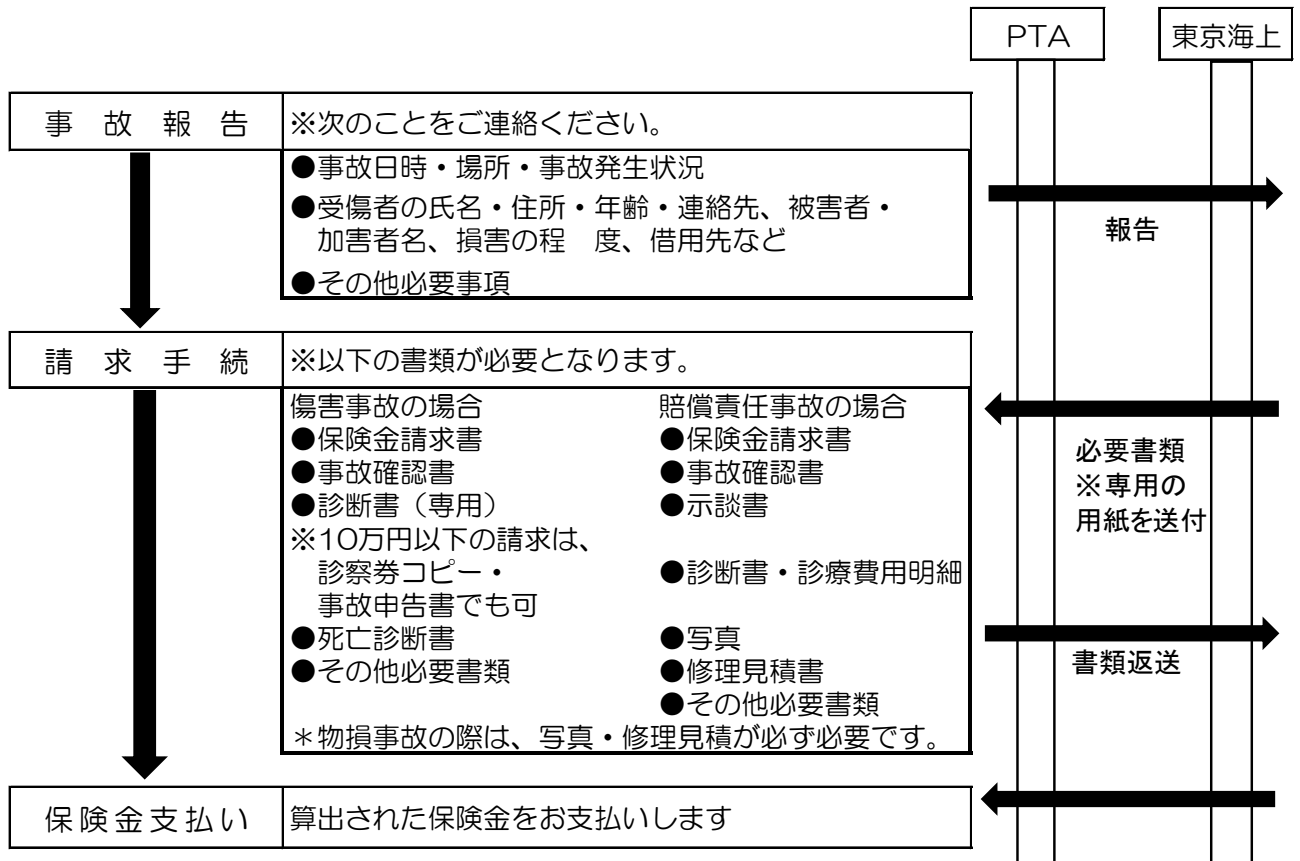 PTA
東京海上
事故報告
※次のことをご連絡ください。
●事故日時・場所・事故発生状況
●受傷者の氏名・住所・年齢・連絡先、被害者・
加害者名、損害の程　度、借用先など
●その他必要事項
報告
請求手続
※以下の書類が必要となります。
傷害事故の場合
●保険金請求書
●事故確認書
●診断書（専用）
※10万円以下の請求は、
診察券コピー・
事故申告書でも可
●死亡診断書
●その他必要書類
賠償責任事故の場合
●保険金請求書
●事故確認書
●示談書
●診断書・診療費用明細
●写真
●修理見積書
●その他必要書類
＊物損事故の際は、写真・修理見積が必ず必要です。
必要書類
※専用の
用紙を送付
書類返送
保険金支払い
算出された保険金をお支払いします